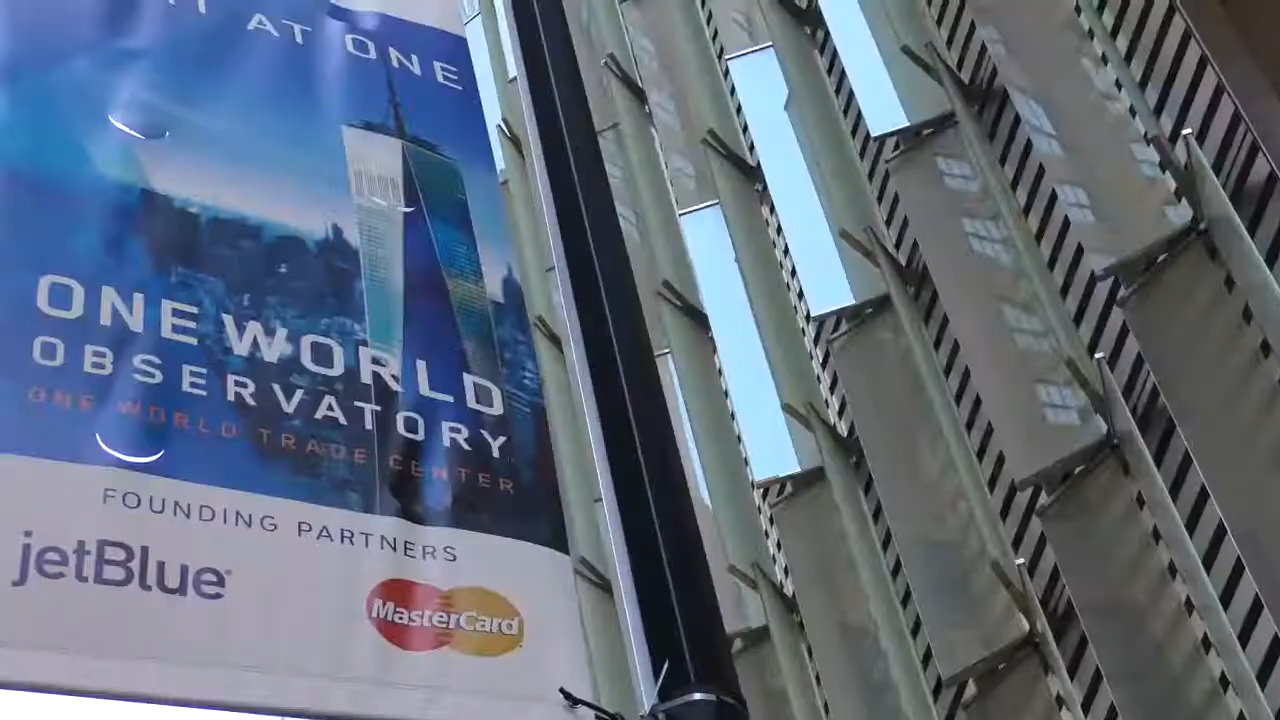 AT ONE
ONE WORLD
OBSERVATORY
ONE WORLD TRADE CENTER
FOUNDING PARTNERS
jetBlue
MasterCard